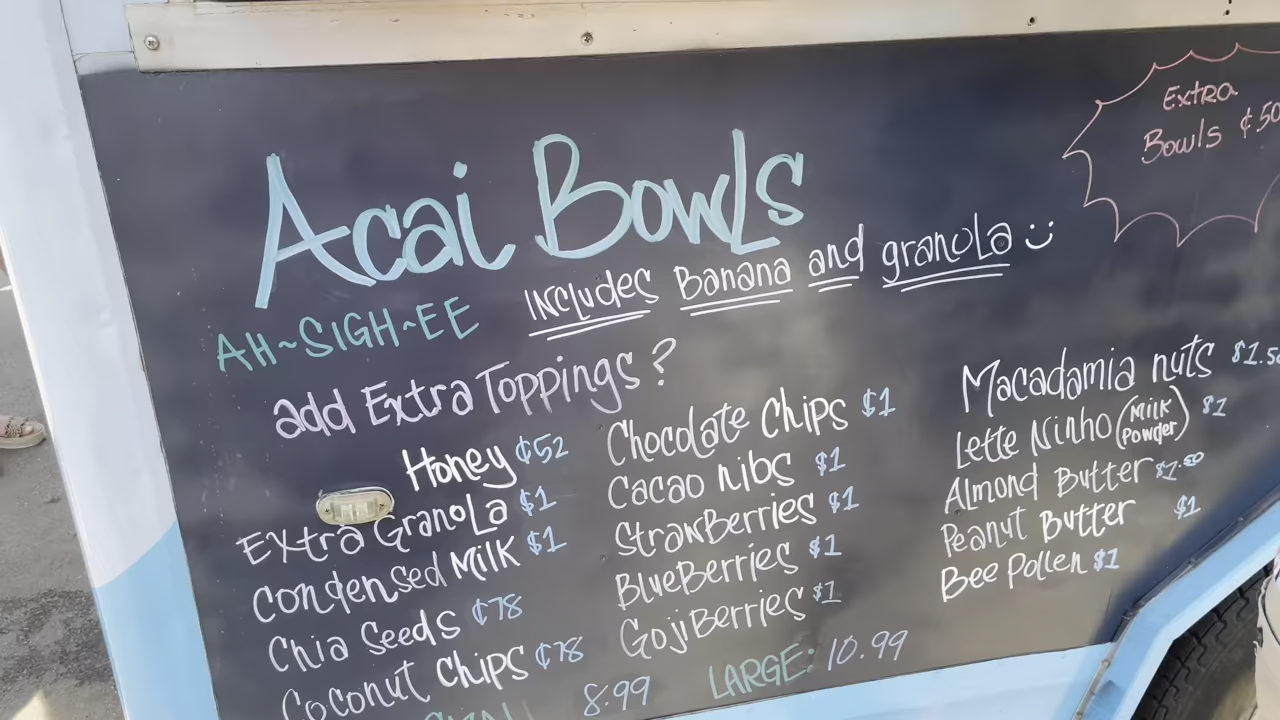 Extra
Bowls ¢50
Acai Bowls
AH~SIGH~EE
INCLUDES Banana and granola
add Extra Toppings?
Honey ¢52
Extra Granola $1
Condensed Milk $1
Chia Seeds ¢78
Coconut Chips ¢78
Chocolate Chips $1
Cacao Nibs $1
StrawBerries $1
BlueBerries $1
Goji Berries $1
Macadamia nuts $1.50
Lette Ninho (Milk Powder) $1
Almond Butter
Peanut Butter $1
Bee Pollen $1
8.99 LARGE: 10.99